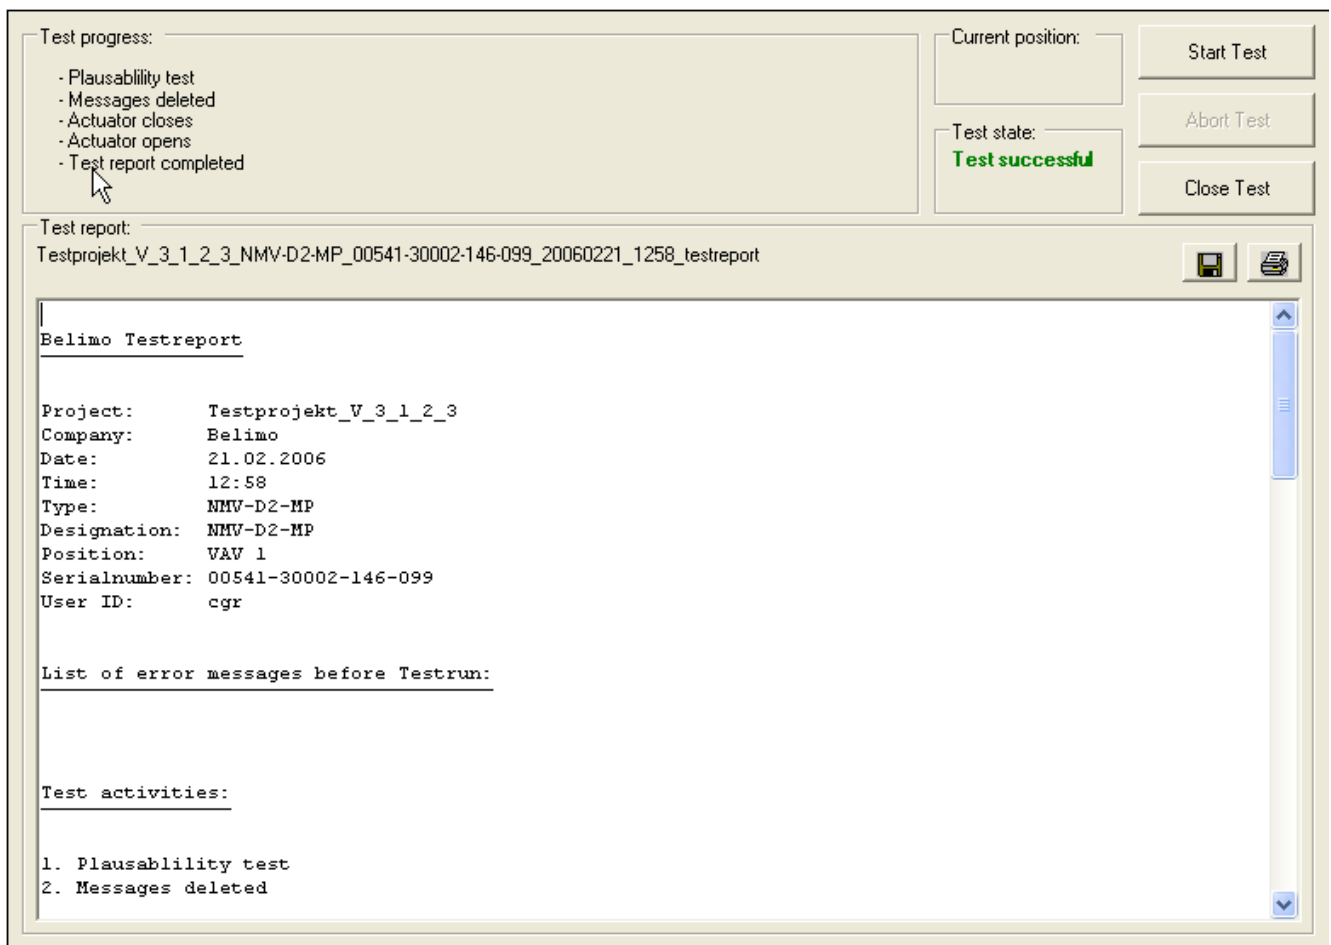 Test progress:
- Plausablility test
- Messages deleted
- Actuator closes
- Actuator opens
- Test report completed
Current position:
Test state:
Test successful
Start Test
Abort Test
Close Test
Test report:
Testprojekt_V_3_1_2_3_NMV-D2-MP_00541-30002-146-099_20060221_1258_testreport
Belimo Testreport
Project: Testprojekt_V_3_1_2_3
Company: Belimo
Date: 21.02.2006
Time: 12:58
Type: NMV-D2-MP
Designation: NMV-D2-MP
Position: VAV 1
Serialnumber: 00541-30002-146-099
User ID: cgr
List of error messages before Testrun:
Test activities:
1. Plausablility test
2. Messages deleted